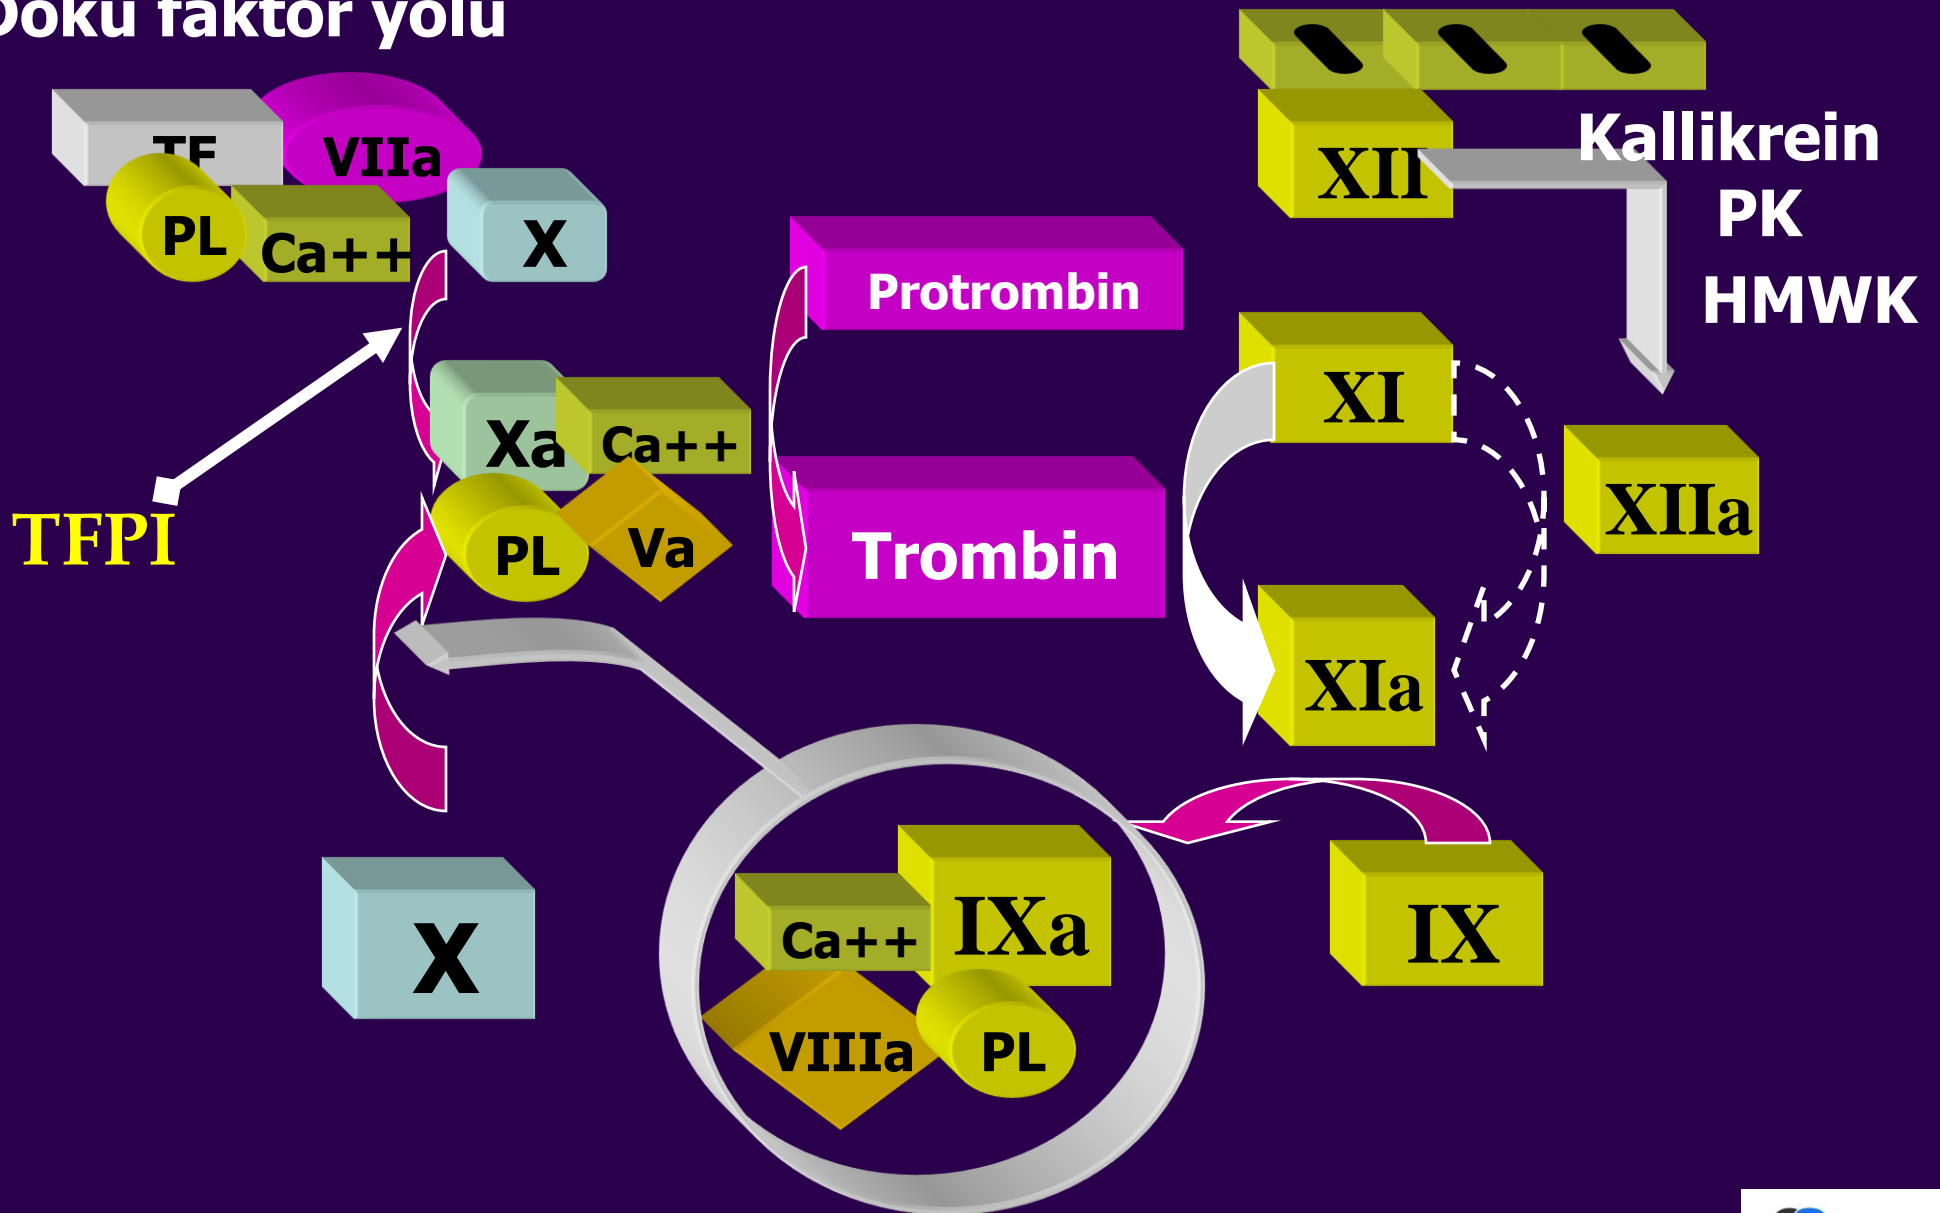 Doku faktör yolu
TF
VIIa
PL
Ca++
X
XII
Kallikrein
PK
HMWK
Protrombin
XI
Xa
Ca++
PL
Va
TFPI
Trombin
XIIa
XIa
X
Ca++
IXa
VIIIa
PL
IX